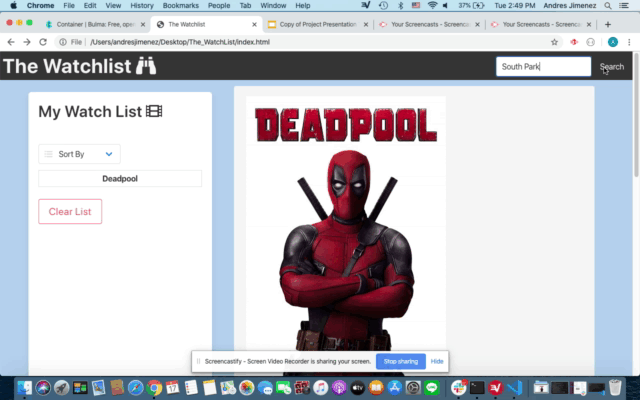 Chrome File Edit View History Bookmarks People Tab Window Help 37% Tue 2:49 PM Andres Jimenez
Container | Bulma: Free, ope
The Watchlist
Copy of Project Presentation
Your Screencasts - Screenca
Your Screencasts - Screenca
File /Users/andresjimenez/Desktop/The_WatchList/index.html
The Watchlist
South Park
Search
My Watch List
Sort By
Deadpool
Clear List
DEADPOOL
Screencastify - Screen Video Recorder is sharing your screen.
Stop sharing
Hide